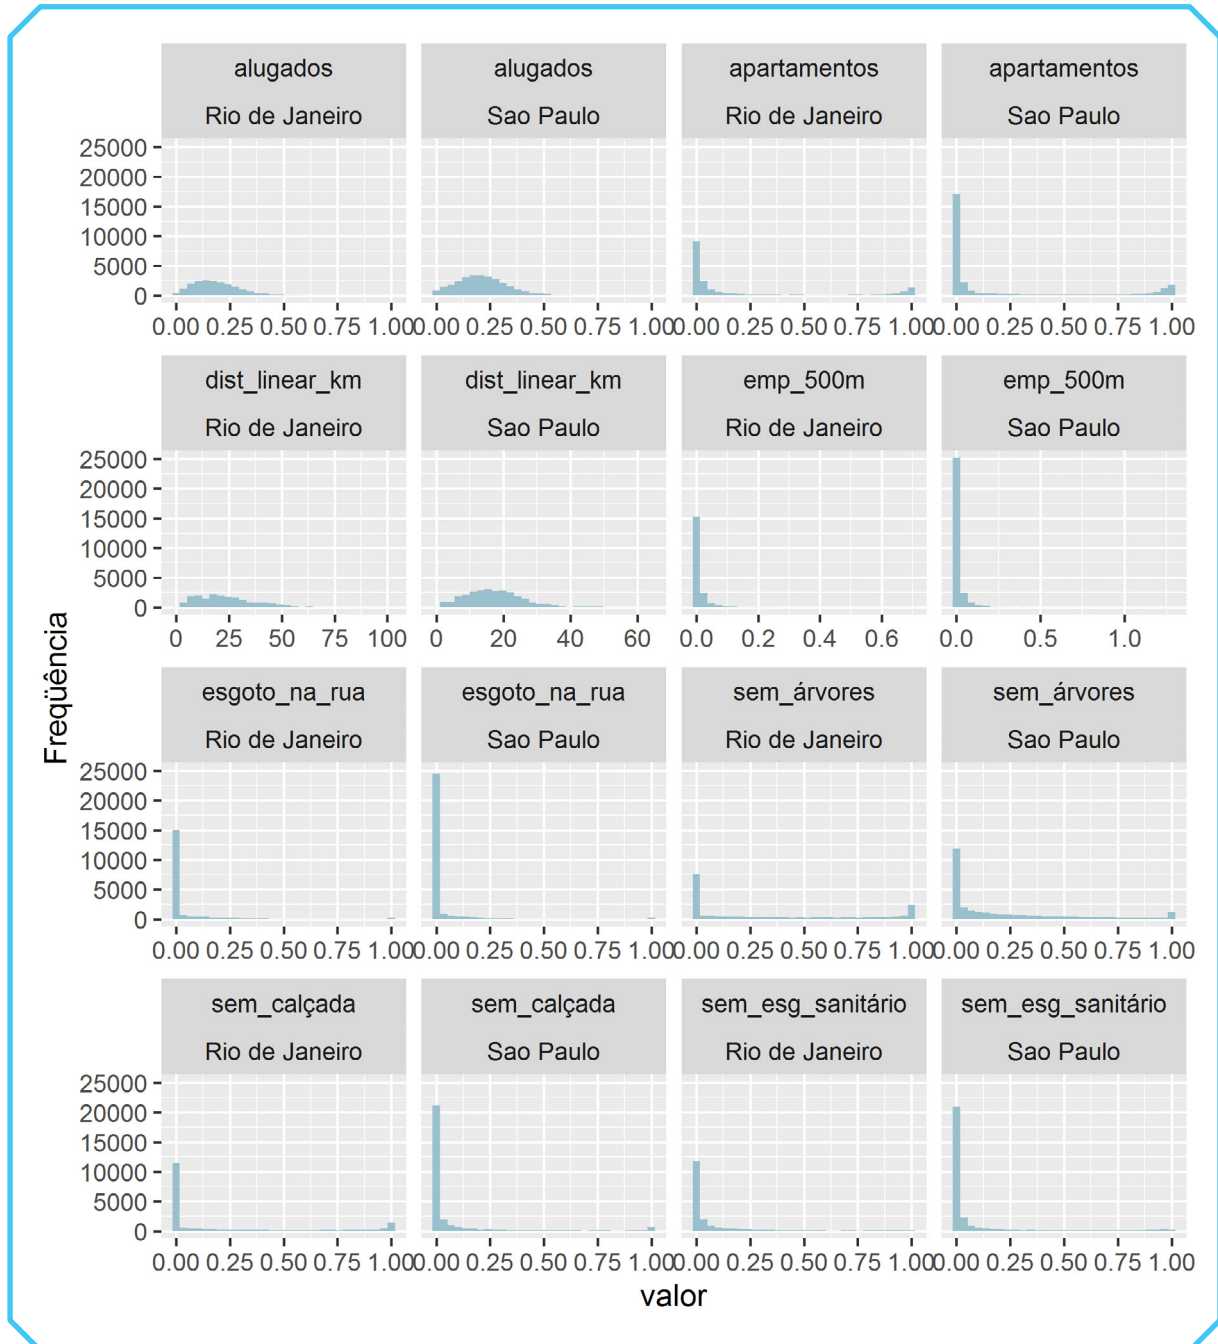 alugados alugados apartamentos apartamentos
Rio de Janeiro Sao Paulo Rio de Janeiro Sao Paulo
25000
20000
15000
10000
5000
0
0.00 0.25 0.50 0.75 1.00 0.00 0.25 0.50 0.75 1.00 0.00 0.25 0.50 0.75 1.00 0.00 0.25 0.50 0.75 1.00
dist_linear_km dist_linear_km emp_500m emp_500m
Rio de Janeiro Sao Paulo Rio de Janeiro Sao Paulo
25000
20000
15000
10000
5000
0
0 25 50 75 100 0 20 40 60 0.0 0.2 0.4 0.6 0.0 0.5 1.0
Freqüência
esgoto_na_rua esgoto_na_rua sem_árvores sem_árvores
Rio de Janeiro Sao Paulo Rio de Janeiro Sao Paulo
25000
20000
15000
10000
5000
0
0.00 0.25 0.50 0.75 1.00 0.00 0.25 0.50 0.75 1.00 0.00 0.25 0.50 0.75 1.00 0.00 0.25 0.50 0.75 1.00
sem_calçada sem_calçada sem_esg_sanitário sem_esg_sanitário
Rio de Janeiro Sao Paulo Rio de Janeiro Sao Paulo
25000
20000
15000
10000
5000
0
0.00 0.25 0.50 0.75 1.00 0.00 0.25 0.50 0.75 1.00 0.00 0.25 0.50 0.75 1.00 0.00 0.25 0.50 0.75 1.00
valor